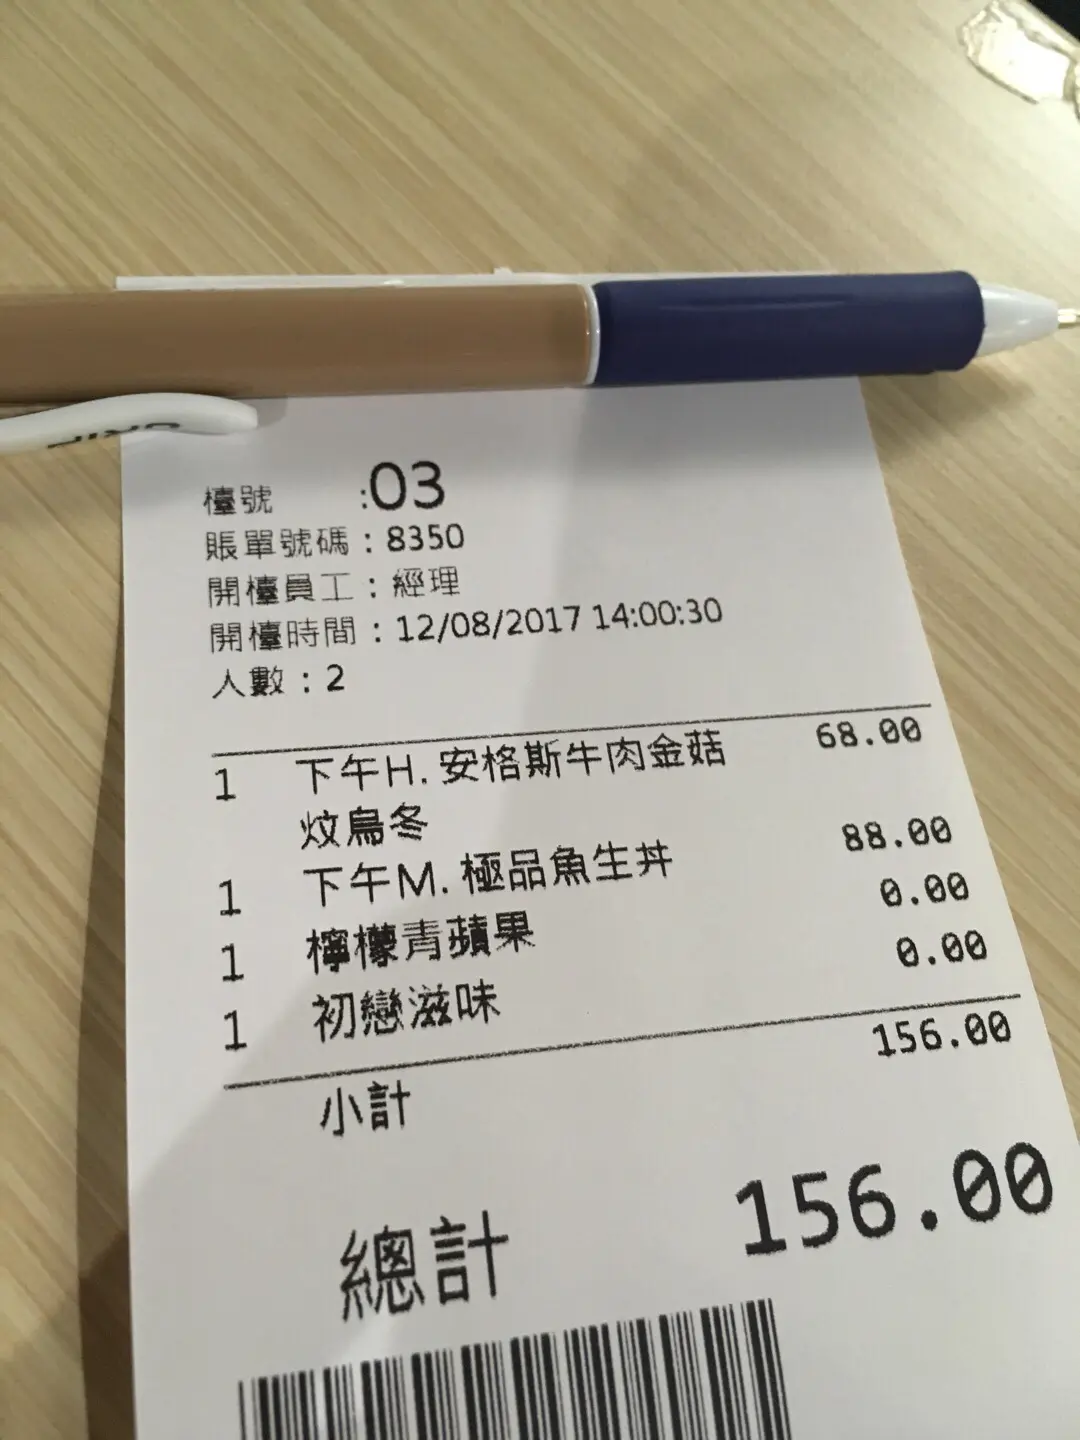 檯號 :03
賬單號碼：8350
開檯員工：經理
開檯時間：12/08/2017 14:00:30
人數：2
1 下午H. 安格斯牛肉金菇 68.00
炆鳥冬
1 下午M. 極品魚生丼 88.00
1 檸檬青蘋果 0.00
1 初戀滋味 0.00
小計 156.00
總計 156.00